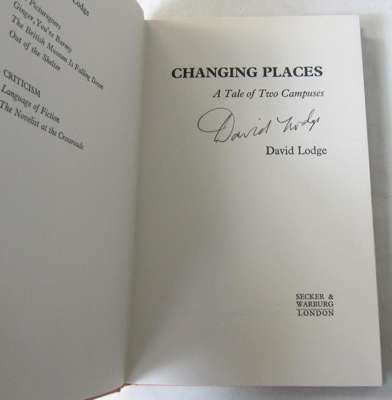 Lodge
Picturegoers
Ginger, You're Barmy
The British Museum Is Falling Down
Out of the Shelter
CRITICISM
Language of Fiction
The Novelist at the Crossroads
CHANGING PLACES
A Tale of Two Campuses
David Lodge
David Lodge
SECKER &
WARBURG
LONDON